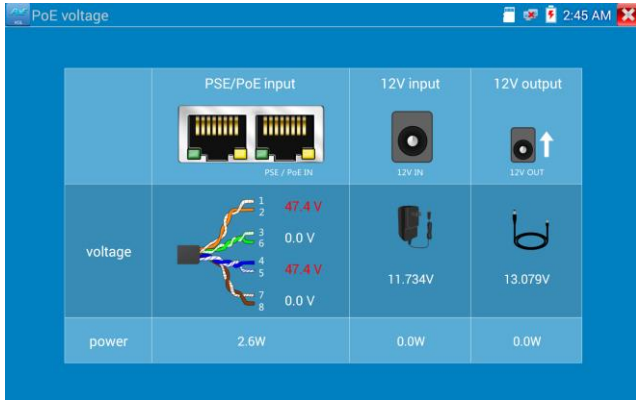 PoE voltage
2:45 AM
PSE/PoE input
12V input
12V output
PSE / PoE IN
12V IN
12V OUT
voltage
1
2
47.4 V
3
6
0.0 V
4
5
47.4 V
7
8
0.0 V
11.734V
13.079V
power
2.6W
0.0W
0.0W